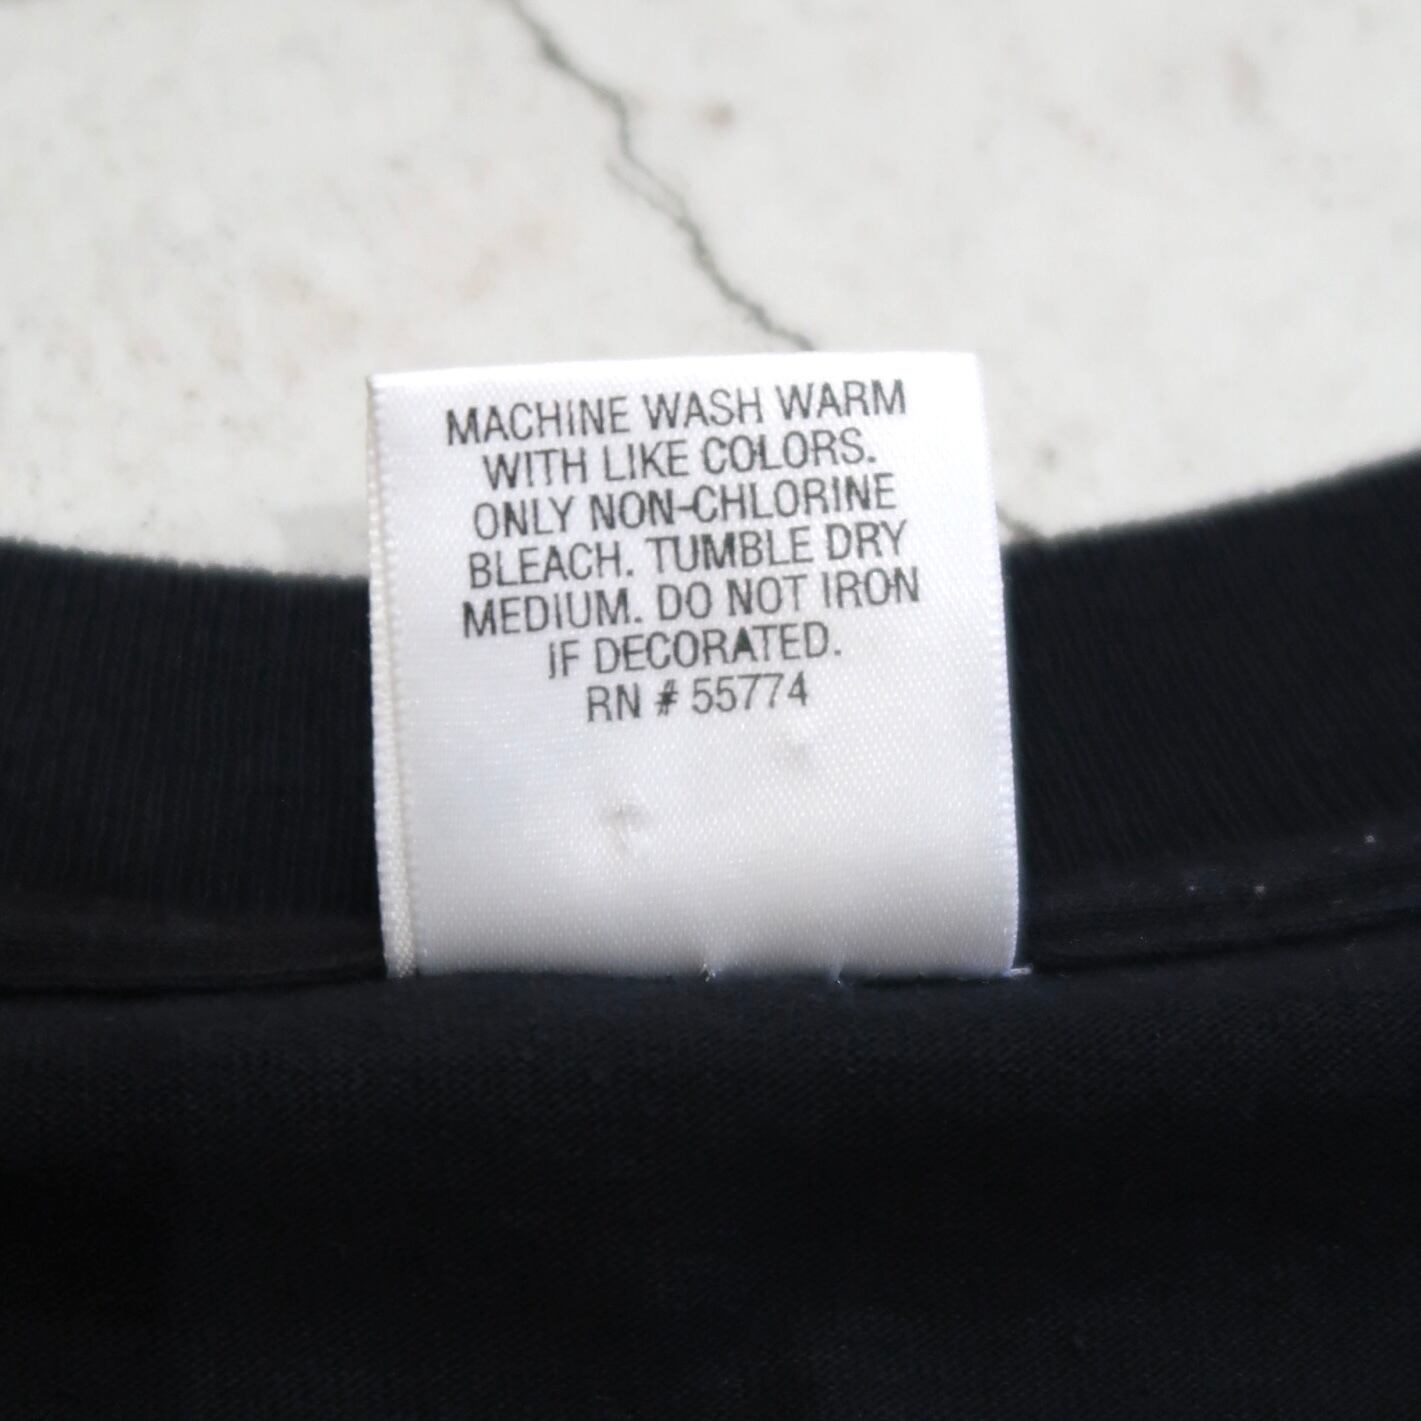 MACHINE WASH WARM
WITH LIKE COLORS.
ONLY NON-CHLORINE
BLEACH. TUMBLE DRY
MEDIUM. DO NOT IRON
IF DECORATED.
RN # 55774